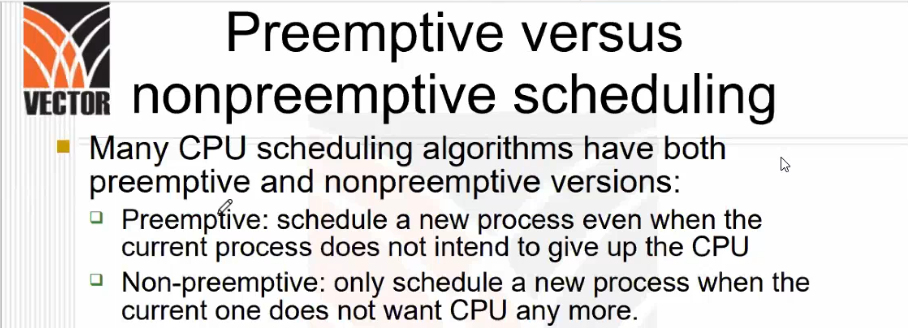 VECTOR
Preemptive versus
nonpreemptive scheduling
Many CPU scheduling algorithms have both
preemptive and nonpreemptive versions:
Preemptive: schedule a new process even when the
current process does not intend to give up the CPU
Non-preemptive: only schedule a new process when the
current one does not want CPU any more.